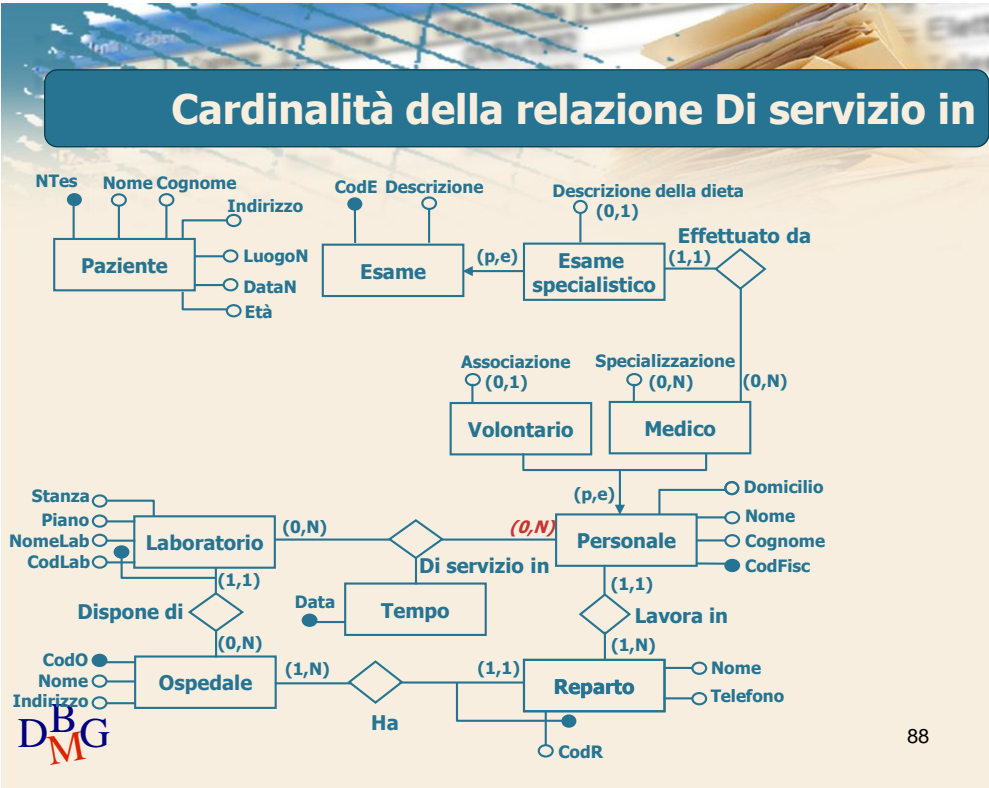 Cardinalità della relazione Di servizio in
NTes
Nome Cognome
Indirizzo
Paziente
LuogoN
DataN
Età
CodE Descrizione
Esame
(p,e)
Descrizione della dieta
(0,1)
Esame
specialistico
(1,1)
Effettuato da
(0,N)
Associazione
(0,1)
Volontario
Specializzazione
(0,N)
Medico
(p,e)
Stanza
Piano
NomeLab
CodLab
Laboratorio
(0,N)
(0,N)
Di servizio in
Personale
Domicilio
Nome
Cognome
CodFisc
(1,1)
Dispone di
(0,N)
Data
Tempo
(1,1)
Lavora in
(1,N)
CodO
Nome
Indirizzo
Ospedale
(1,N)
Ha
(1,1)
Reparto
Nome
Telefono
CodR
DBMG
88